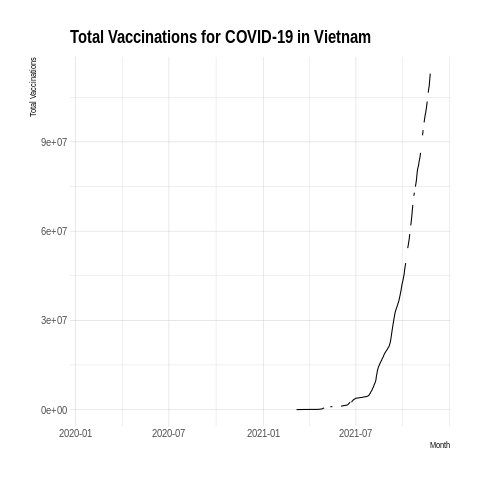 Total Vaccinations for COVID-19 in Vietnam
Total Vaccinations
9e+07
6e+07
3e+07
0e+00
2020-01 2020-07 2021-01 2021-07
Month